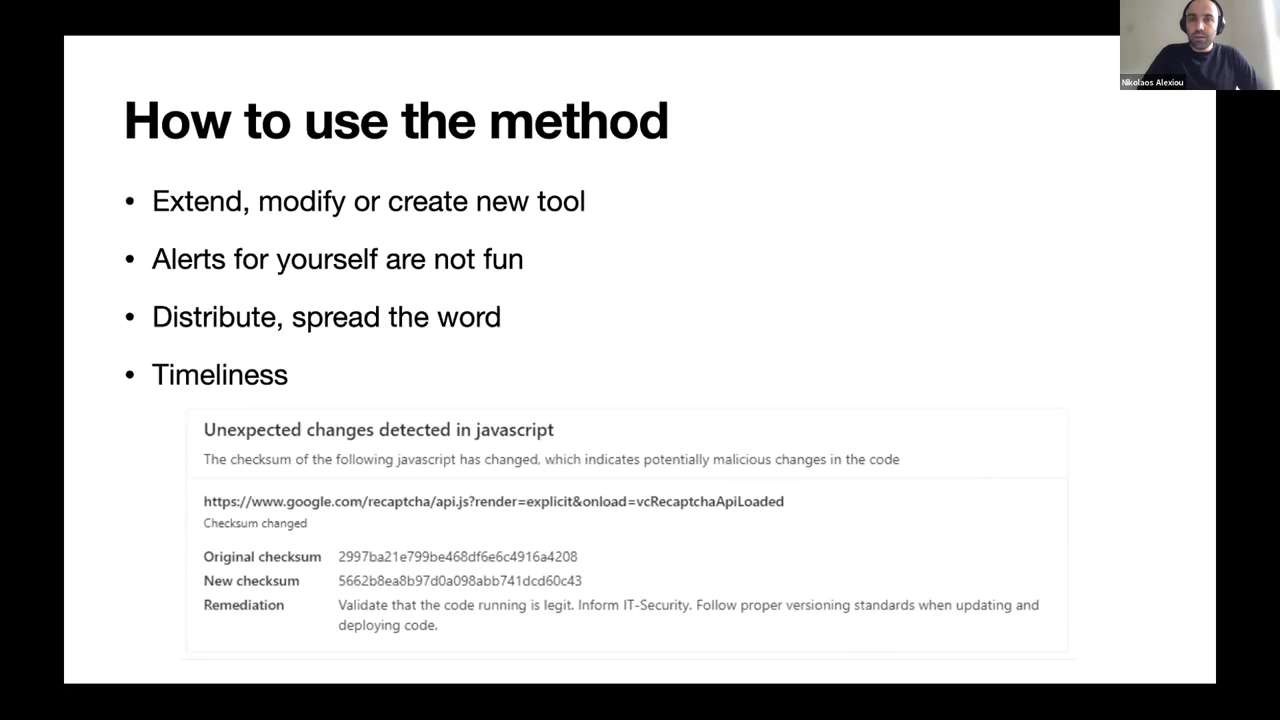 Nikolaos Alexiou
How to use the method
• Extend, modify or create new tool
• Alerts for yourself are not fun
• Distribute, spread the word
• Timeliness
Unexpected changes detected in javascript
The checksum of the following javascript has changed, which indicates potentially malicious changes in the code
https://www.google.com/recaptcha/api.js?render=explicit&onload=vcRecaptchaApiLoaded
Checksum changed
Original checksum 2997ba21e799be468df6e6c4916a4208
New checksum 5662b8ea8b97d0a098abb741dcd60c43
Remediation Validate that the code running is legit. Inform IT-Security. Follow proper versioning standards when updating and
deploying code.